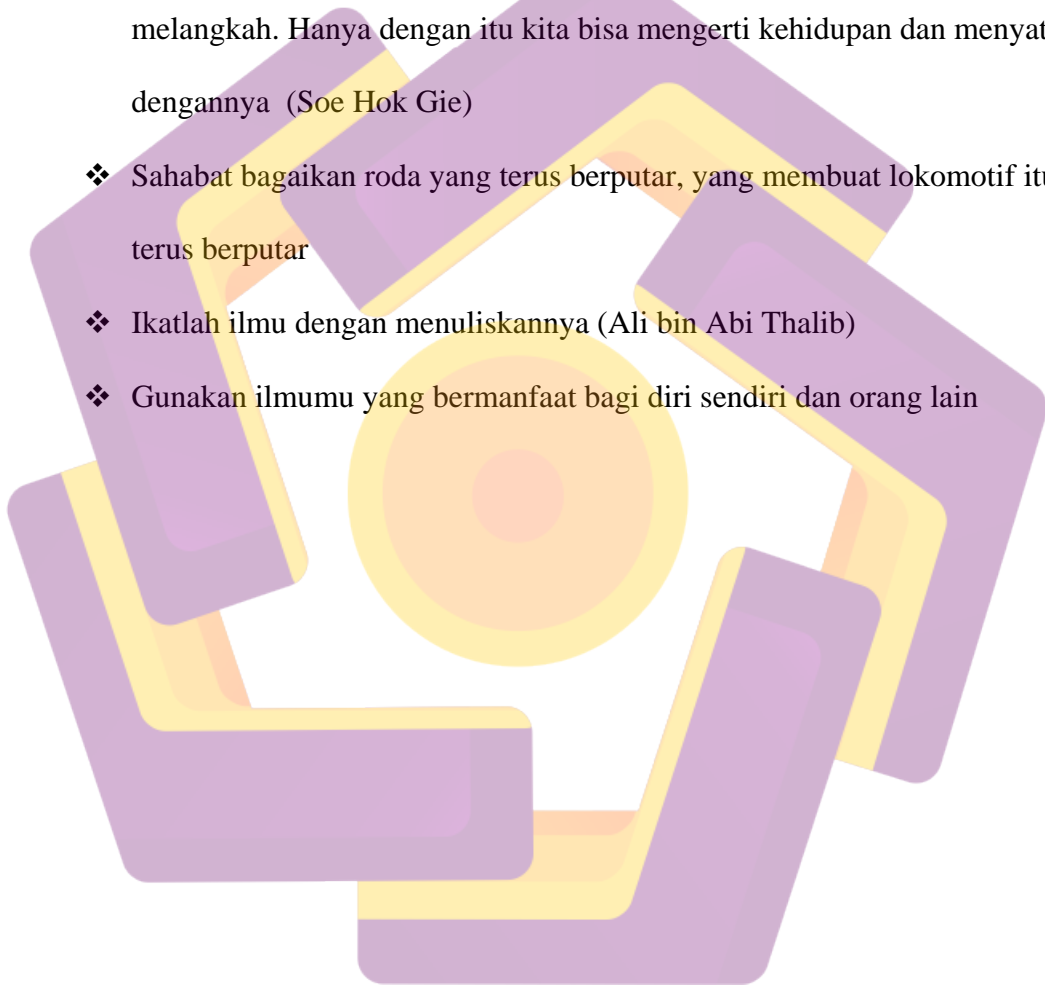 melangkah. Hanya dengan itu kita bisa mengerti kehidupan dan menyat
dengannya (Soe Hok Gie)
❖ Sahabat bagaikan roda yang terus berputar, yang membuat lokomotif itu
terus berputar
❖ Ikatlah ilmu dengan menuliskannya (Ali bin Abi Thalib)
❖ Gunakan ilmumu yang bermanfaat bagi diri sendiri dan orang lain